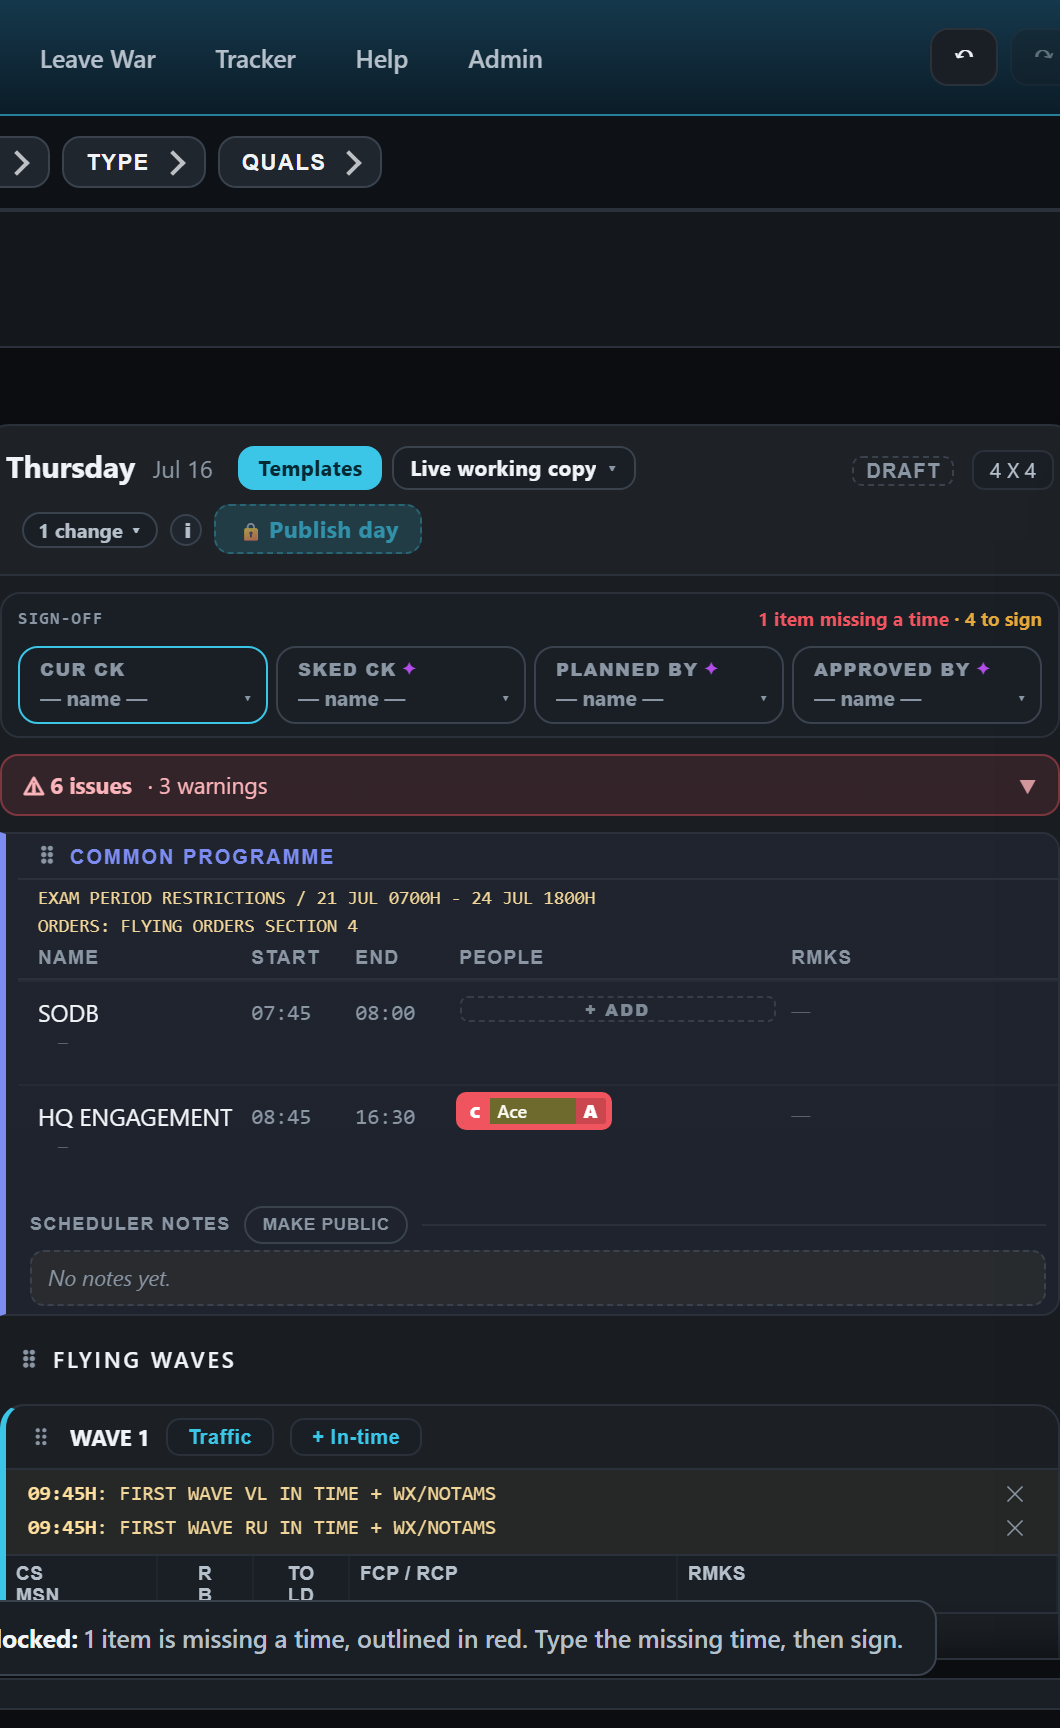 Leave War Tracker Help Admin
TYPE QUALS
Thursday Jul 16 Templates Live working copy DRAFT 4 X 4
1 change i Publish day
SIGN-OFF 1 item missing a time · 4 to sign
CUR CK SKED CK PLANNED BY APPROVED BY
— name — — name — — name — — name —
6 issues · 3 warnings
COMMON PROGRAMME
EXAM PERIOD RESTRICTIONS / 21 JUL 0700H - 24 JUL 1800H
ORDERS: FLYING ORDERS SECTION 4
NAME START END PEOPLE RMKS
SODB 07:45 08:00 + ADD —
—
HQ ENGAGEMENT 08:45 16:30 C Ace A —
—
SCHEDULER NOTES MAKE PUBLIC
No notes yet.
FLYING WAVES
WAVE 1 Traffic + In-time
09:45H: FIRST WAVE VL IN TIME + WX/NOTAMS
09:45H: FIRST WAVE RU IN TIME + WX/NOTAMS
CS R TO FCP / RCP RMKS
MSN B LD
locked: 1 item is missing a time, outlined in red. Type the missing time, then sign.